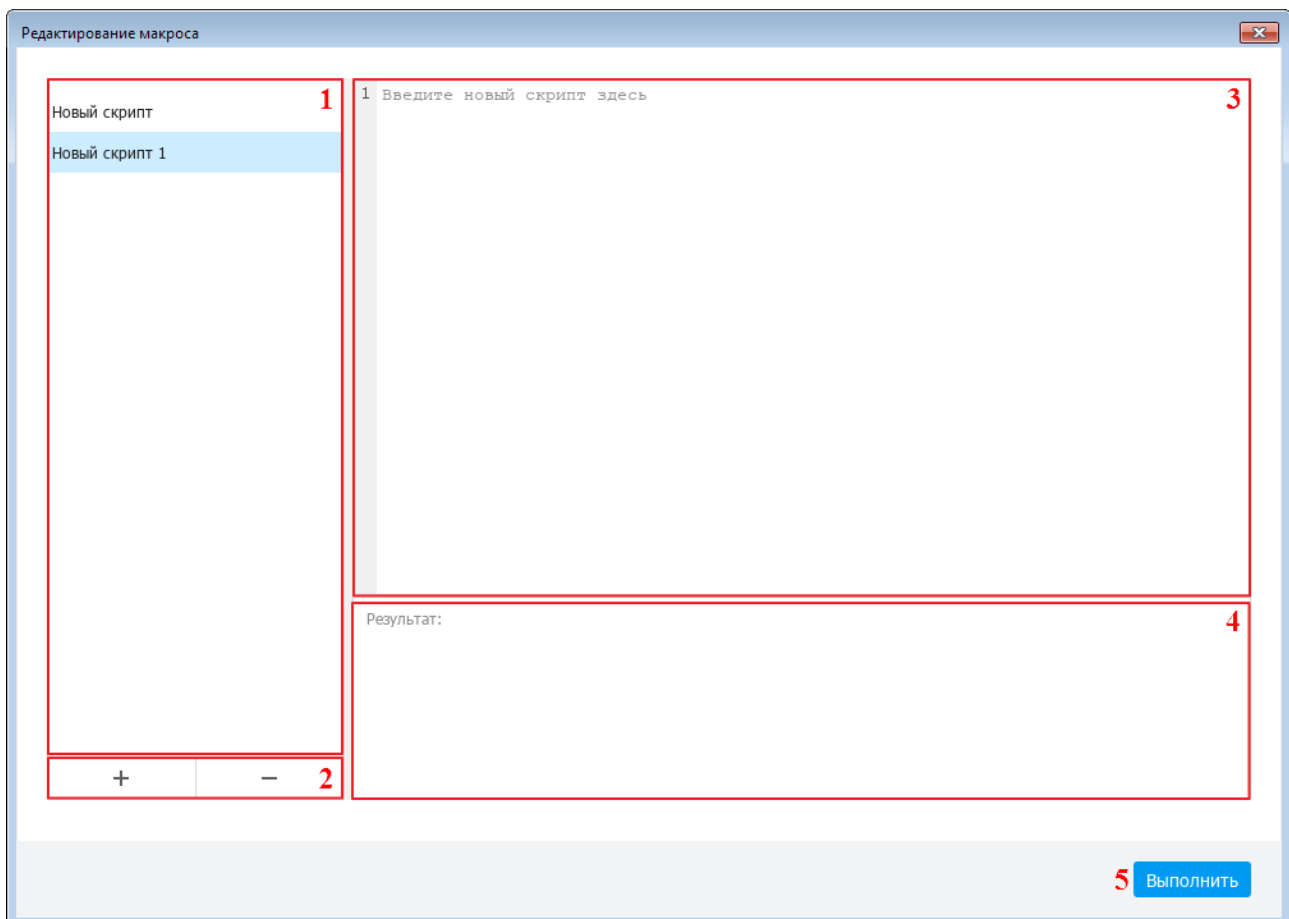 Редактирование макроса
1
Новый скрипт
Новый скрипт 1
1 Введите новый скрипт здесь
3
Результат:
4
+ − 2
5 Выполнить